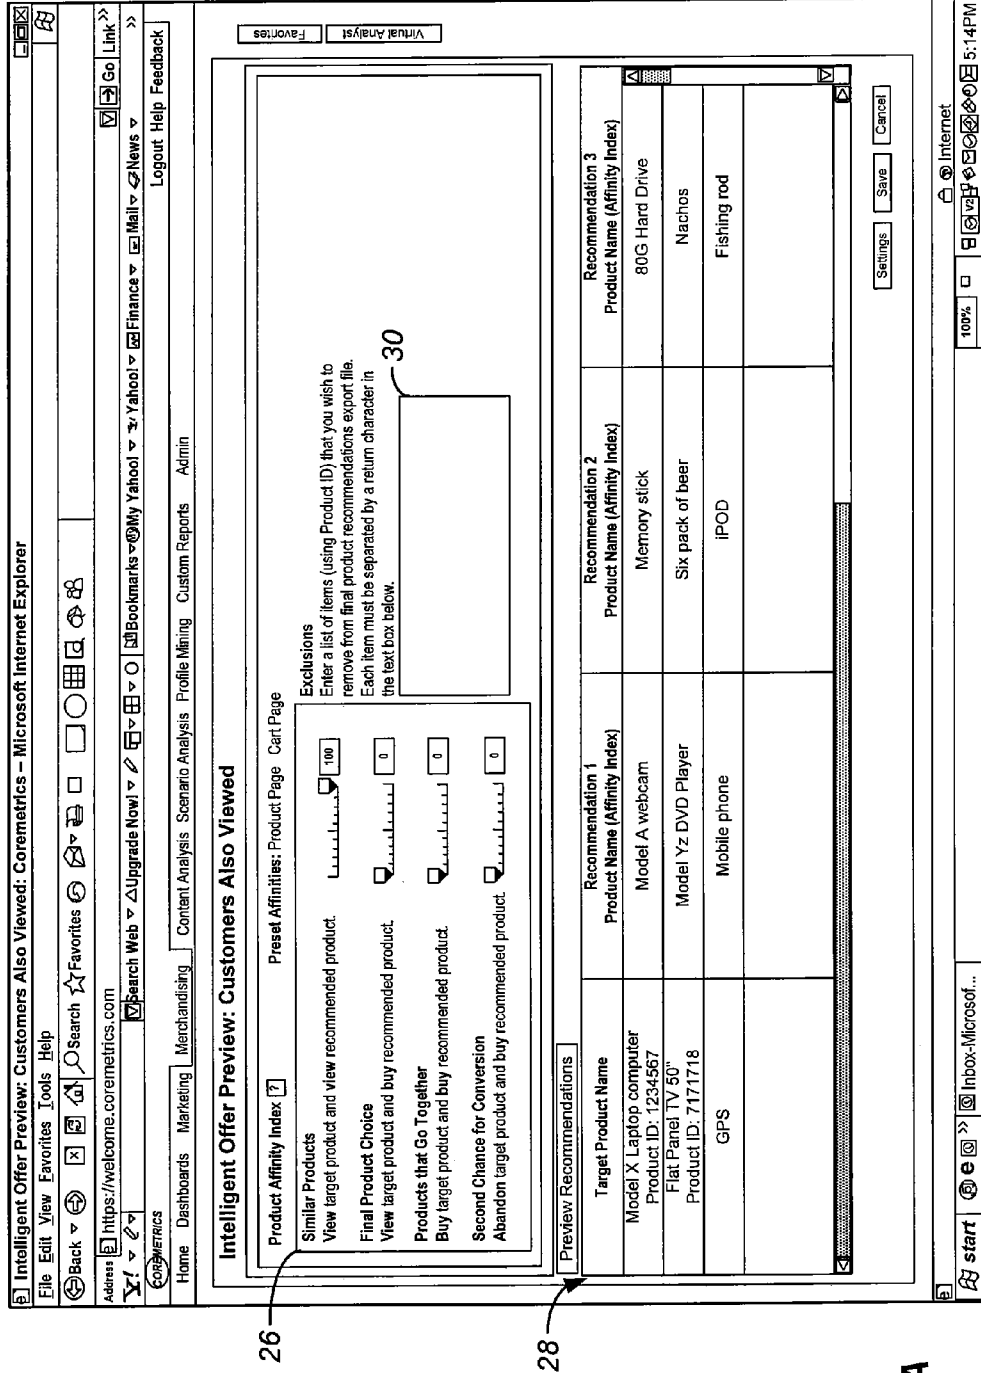 Intelligent Offer Preview: Customers Also Viewed: Coremetrics – Microsoft Internet Explorer
File Edit View Favorites Tools Help
Back Search Favorites
Address https://welcome.coremetrics.com Go Link »
Y! Search Web Upgrade Now! Bookmarks My Yahoo! Yahoo! Finance Mail News »
COREMETRICS Logout Help Feedback
Home Dashboards Marketing Merchandising Content Analysis Scenario Analysis Profile Mining Custom Reports Admin
Favorites
Virtual Analyst
Intelligent Offer Preview: Customers Also Viewed
26
Product Affinity Index ? Preset Affinities: Product Page Cart Page
Similar Products
View target product and view recommended product. 100
Final Product Choice
View target product and buy recommended product. 0
Products that Go Together
Buy target product and buy recommended product. 0
Second Chance for Conversion
Abandon target product and buy recommended product. 0
Exclusions
Enter a list of items (using Product ID) that you wish to
remove from final product recommendations export file.
Each item must be separated by a return character in
the text box below.
30
28
Preview Recommendations
Target Product Name
Recommendation 1
Product Name (Affinity Index)
Recommendation 2
Product Name (Affinity Index)
Recommendation 3
Product Name (Affinity Index)
Model X Laptop computer
Product ID: 1234567
Model A webcam
Memory stick
80G Hard Drive
Flat Panel TV 50"
Product ID: 7171718
Model Yz DVD Player
Six pack of beer
Nachos
GPS
Mobile phone
iPOD
Fishing rod
Settings Save Cancel
Internet
start » Inbox-Microsof... 100% V2 5:14PM